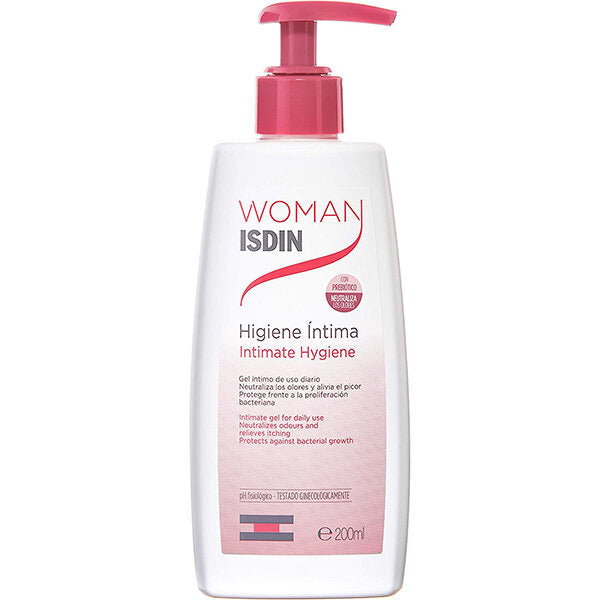 WOMAN
ISDIN
CON
PREBIÓTICO
NEUTRALIZA
LOS OLORES
Higiene Íntima
Intimate Hygiene
Gel íntimo de uso diario
Neutraliza los olores y alivia el picor
Protege frente a la proliferación
bacteriana
Intimate gel for daily use
Neutralizes odours and
relieves itching
Protects against bacterial growth
pH fisiológico - TESTADO GINECOLÓGICAMENTE
℮200ml